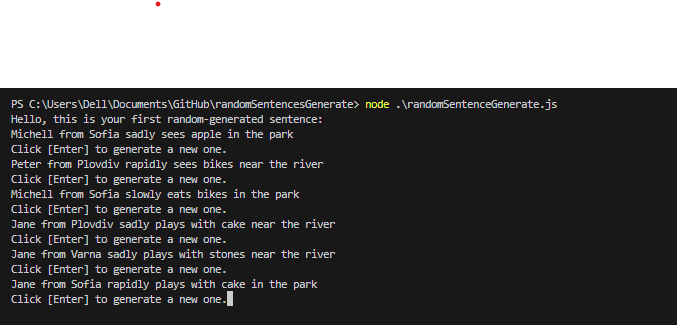 PS C:\Users\Dell\Documents\GitHub\randomSentencesGenerate> node .\randomSentenceGenerate.js
Hello, this is your first random-generated sentence:
Michell from Sofia sadly sees apple in the park
Click [Enter] to generate a new one.
Peter from Plovdiv rapidly sees bikes near the river
Click [Enter] to generate a new one.
Michell from Sofia slowly eats bikes in the park
Click [Enter] to generate a new one.
Jane from Plovdiv sadly plays with cake near the river
Click [Enter] to generate a new one.
Jane from Varna sadly plays with stones near the river
Click [Enter] to generate a new one.
Jane from Sofia rapidly plays with cake in the park
Click [Enter] to generate a new one.